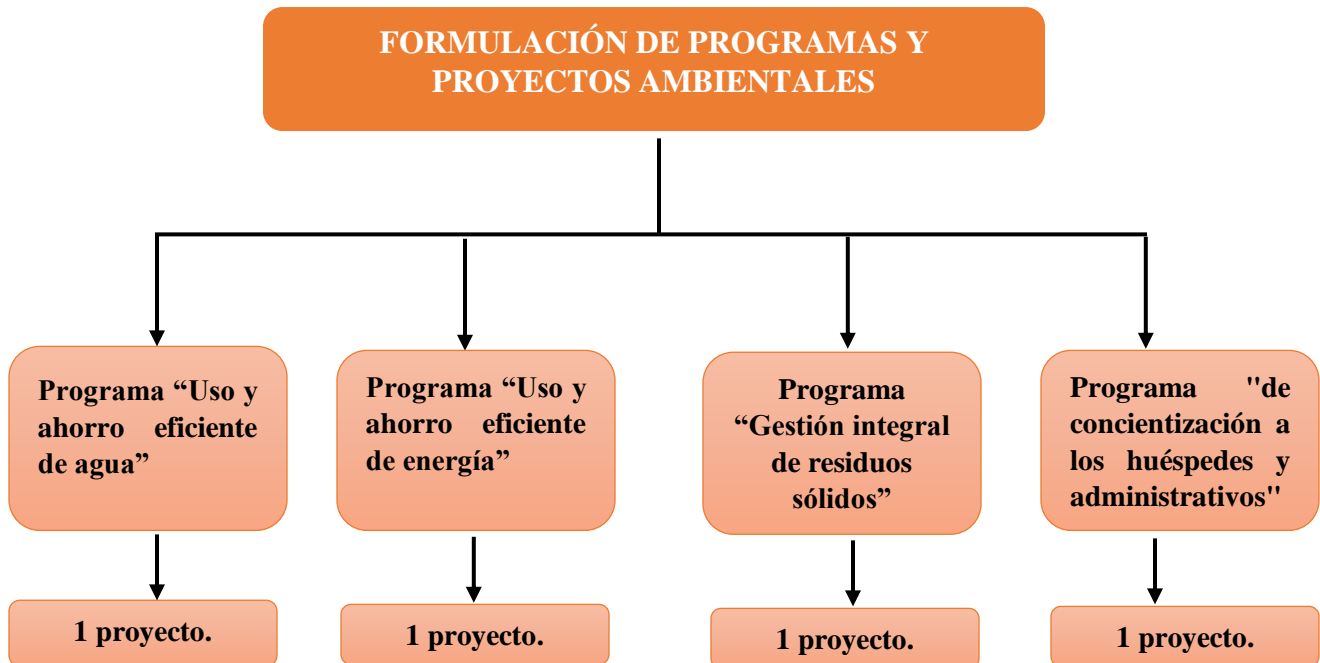 FORMULACIÓN DE PROGRAMAS Y
PROYECTOS AMBIENTALES
Programa “Uso y
ahorro eficiente
de agua”
Programa “Uso y
ahorro eficiente
de energía”
Programa
“Gestión integral
de residuos
sólidos”
Programa "de
concientización a
los huéspedes y
administrativos"
1 proyecto.
1 proyecto.
1 proyecto.
1 proyecto.